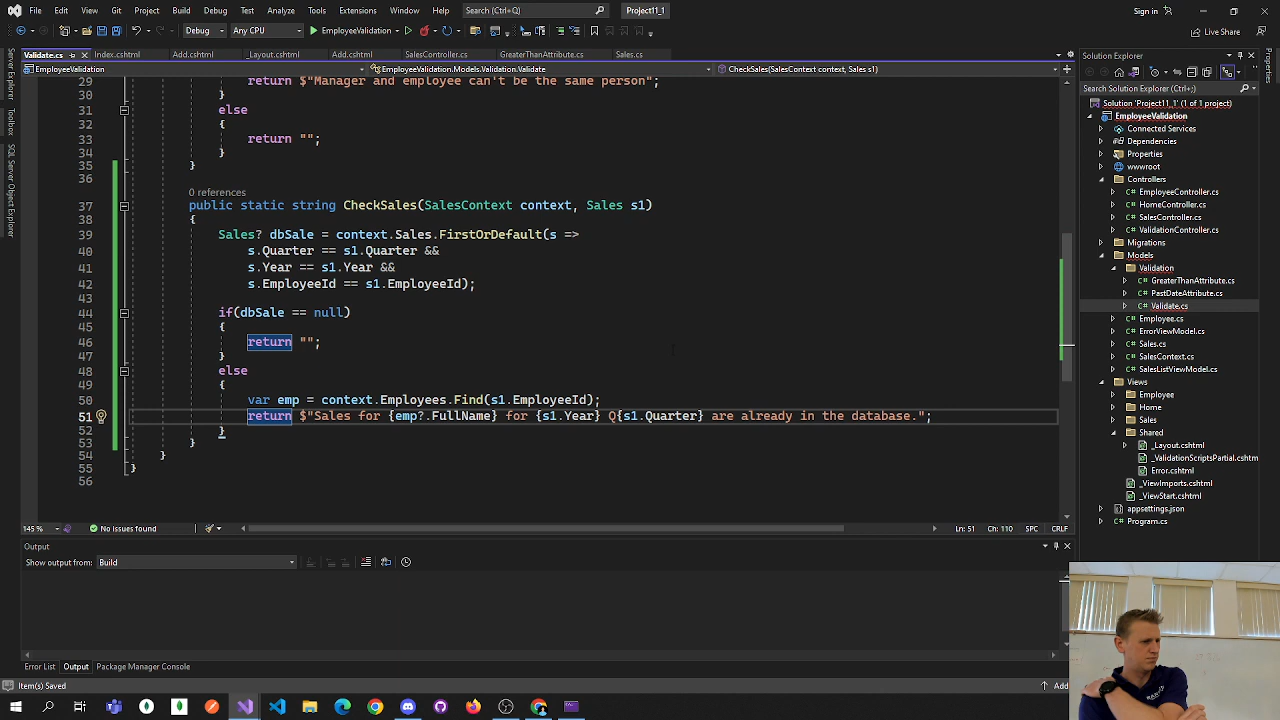 File Edit View Git Project Build Debug Test Analyze Tools Extensions Window Help Search (Ctrl+Q) Project11_1 Sign in
Debug Any CPU EmployeeValidation Live Share
Validate.cs Index.cshtml Add.cshtml _Layout.cshtml Add.cshtml SalesController.cs GreaterThanAttribute.cs Sales.cs
EmployeeValidation EmployeeValidation.Models.Validation.Validate CheckSales(SalesContext context, Sales s1)
Server Explorer
Toolbox
SQL Server Object Explorer
29 return $"Manager and employee can't be the same person";
30 }
31 else
32 {
33 return "";
34 }
35 }
36
0 references
37 public static string CheckSales(SalesContext context, Sales s1)
38 {
39 Sales? dbSale = context.Sales.FirstOrDefault(s =>
40 s.Quarter == s1.Quarter &&
41 s.Year == s1.Year &&
42 s.EmployeeId == s1.EmployeeId);
43
44 if(dbSale == null)
45 {
46 return "";
47 }
48 else
49 {
50 var emp = context.Employees.Find(s1.EmployeeId);
51 return $"Sales for {emp?.FullName} for {s1.Year} Q{s1.Quarter} are already in the database.";
52 }
53 }
54 }
55 }
56
145 % No issues found Ln: 51 Ch: 110 SPC CRLF
Output
Show output from: Build
Error List Output Package Manager Console
Item(s) Saved Add
Solution Explorer
Search Solution Explorer (Ctrl+;)
Solution 'Project11_1' (1 of 1 project)
EmployeeValidation
Connected Services
Dependencies
Properties
wwwroot
Controllers
C# EmployeeController.cs
C# HomeController.cs
C# SalesController.cs
C# ValidationController.cs
Migrations
Models
Validation
C# GreaterThanAttribute.cs
C# PastDateAttribute.cs
C# Validate.cs
C# Employee.cs
C# ErrorViewModel.cs
C# Sales.cs
C# SalesContext.cs
C# SalesListViewModel.cs
Views
Employee
Home
Sales
Shared
_Layout.cshtml
_ValidationScriptsPartial.cshtml
Error.cshtml
_ViewImports.cshtml
_ViewStart.cshtml
appsettings.json
C# Program.cs
Properties